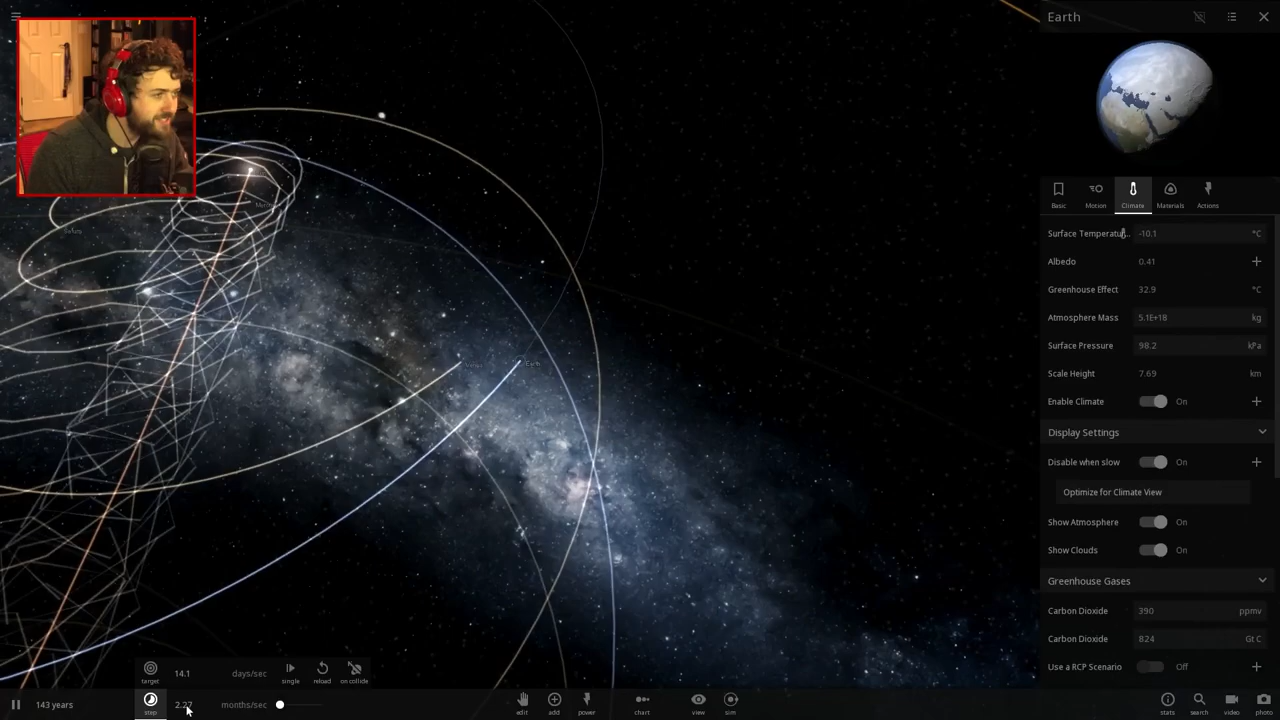 Earth
Basic
Motion
Climate
Materials
Actions
Surface Temperatu...
-10.1
°C
Albedo
0.41
Greenhouse Effect
32.9
°C
Atmosphere Mass
5.1E+18
kg
Surface Pressure
98.2
kPa
Scale Height
7.69
km
Enable Climate
On
Display Settings
Disable when slow
On
Optimize for Climate View
Show Atmosphere
On
Show Clouds
On
Greenhouse Gases
Carbon Dioxide
390
ppmv
Carbon Dioxide
824
Gt C
Use a RCP Scenario
Off
Earth
target
14.1
days/sec
single
reload
on collide
143 years
step
2.27
months/sec
edit
add
power
chart
view
sim
stats
search
video
photo